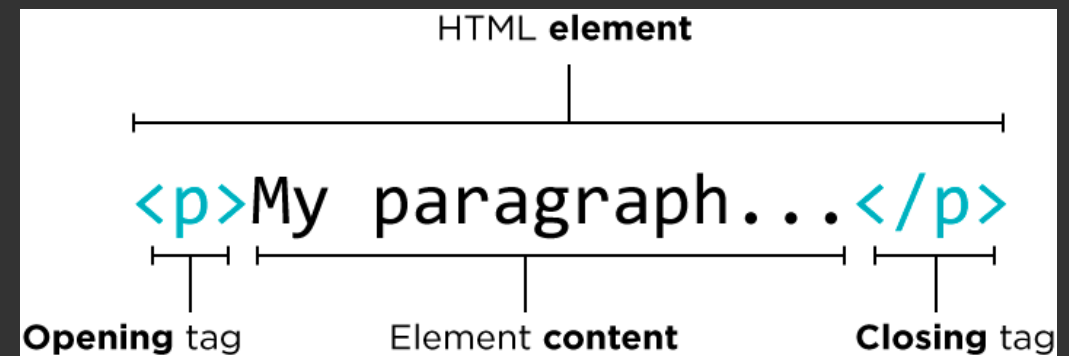 HTML element
<p>My paragraph...</p>
Opening tag
Element content
Closing tag